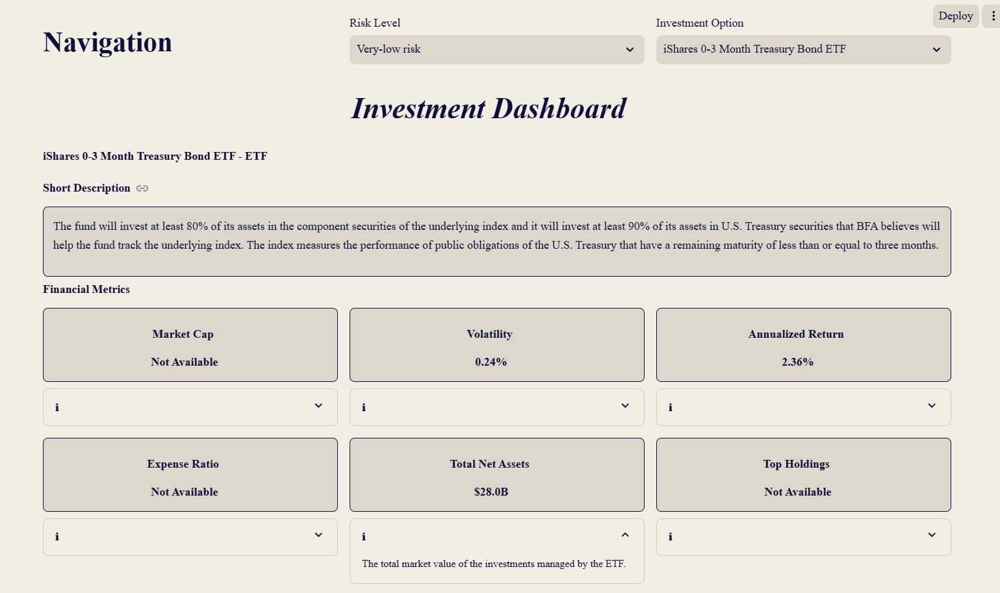 Deploy
Navigation
Risk Level
Very-low risk
Investment Option
iShares 0-3 Month Treasury Bond ETF
Investment Dashboard
iShares 0-3 Month Treasury Bond ETF - ETF
Short Description
The fund will invest at least 80% of its assets in the component securities of the underlying index and it will invest at least 90% of its assets in U.S. Treasury securities that BFA believes will
help the fund track the underlying index. The index measures the performance of public obligations of the U.S. Treasury that have a remaining maturity of less than or equal to three months.
Financial Metrics
Market Cap
Not Available
i
Volatility
0.24%
i
Annualized Return
2.36%
i
Expense Ratio
Not Available
i
Total Net Assets
$28.0B
i
The total market value of the investments managed by the ETF.
Top Holdings
Not Available
i